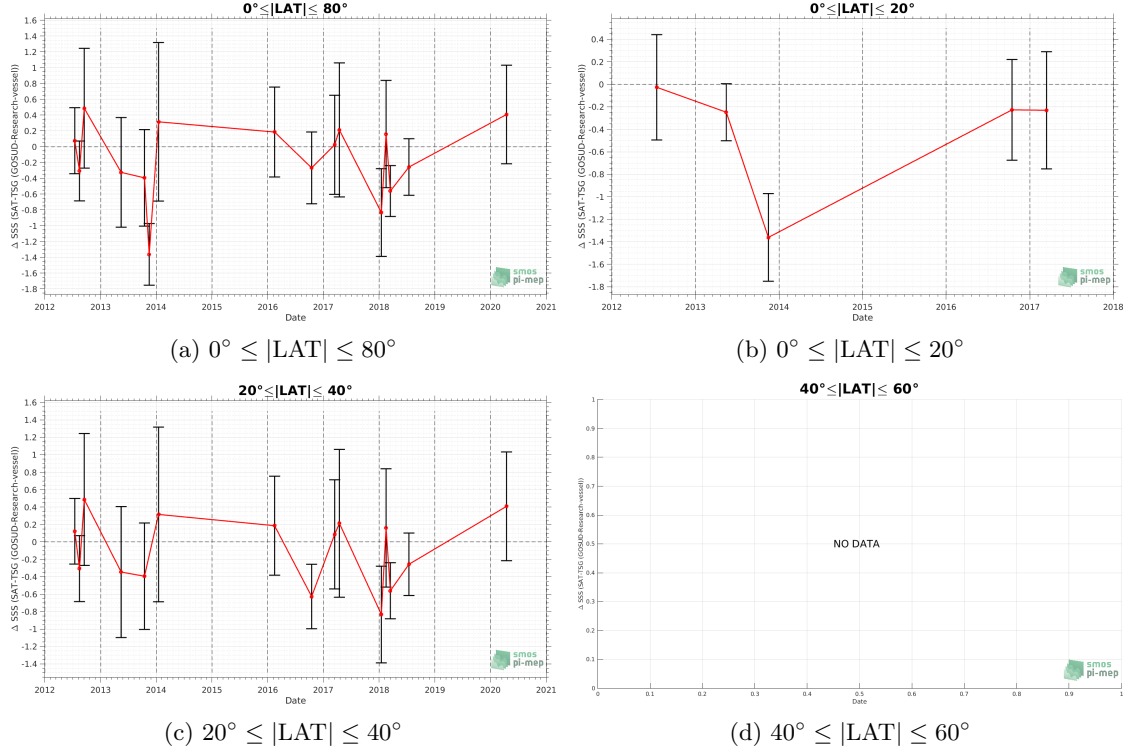 0°≤|LAT|≤ 80°
1.6
1.4
1.2
1
0.8
0.6
0.4
0.2
0
-0.2
-0.4
-0.6
-0.8
-1
-1.2
-1.4
-1.6
-1.8
Δ SSS (SAT-TSG (GOSUD-Research-vessel))
2012 2013 2014 2015 2016 2017 2018 2019 2020 2021
Date
smos
pi-mep
(a) 0° ≤ |LAT| ≤ 80°
0°≤|LAT|≤ 20°
0.4
0.2
0
-0.2
-0.4
-0.6
-0.8
-1
-1.2
-1.4
-1.6
-1.8
Δ SSS (SAT-TSG (GOSUD-Research-vessel))
2012 2013 2014 2015 2016 2017 2018
Date
smos
pi-mep
(b) 0° ≤ |LAT| ≤ 20°
20°≤|LAT|≤ 40°
1.6
1.4
1.2
1
0.8
0.6
0.4
0.2
0
-0.2
-0.4
-0.6
-0.8
-1
-1.2
-1.4
Δ SSS (SAT-TSG (GOSUD-Research-vessel))
2012 2013 2014 2015 2016 2017 2018 2019 2020 2021
Date
smos
pi-mep
(c) 20° ≤ |LAT| ≤ 40°
40°≤|LAT|≤ 60°
1
0.9
0.8
0.7
0.6
0.5
0.4
0.3
0.2
0.1
0
Δ SSS (SAT-TSG (GOSUD-Research-vessel))
NO DATA
0 0.1 0.2 0.3 0.4 0.5 0.6 0.7 0.8 0.9 1
Date
smos
pi-mep
(d) 40° ≤ |LAT| ≤ 60°